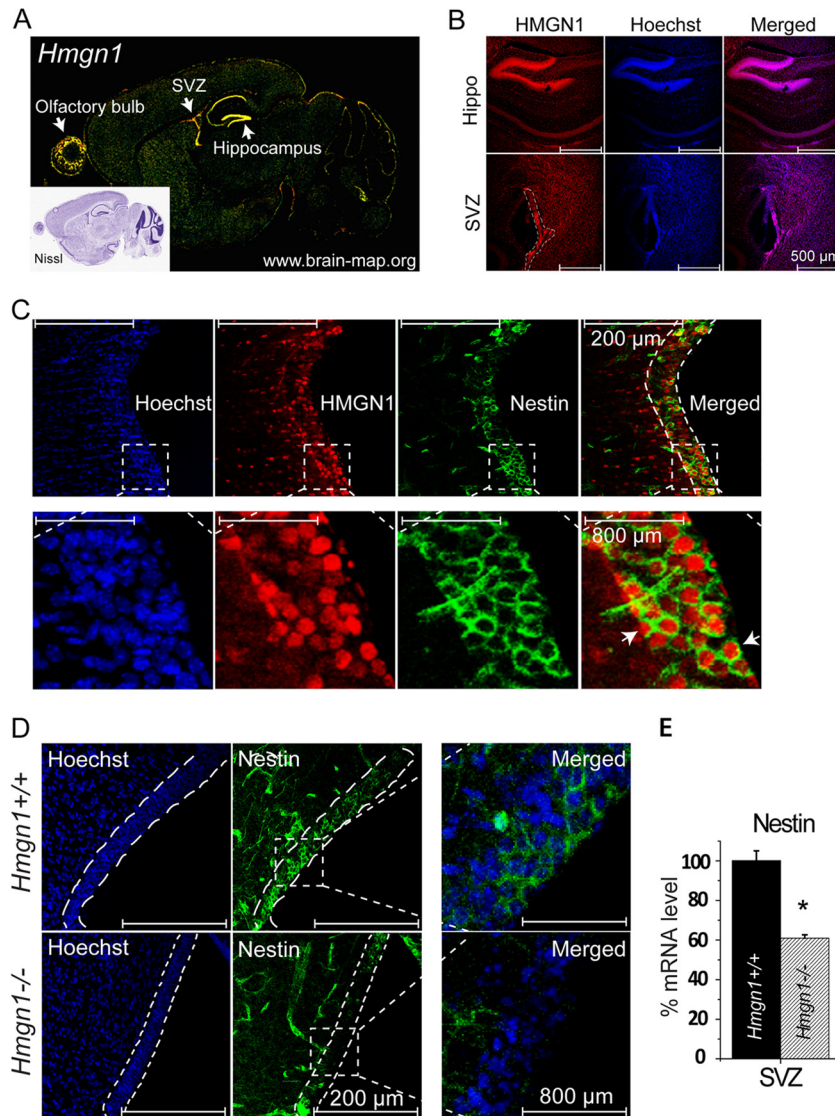 A
Hmgn1
SVZ
Olfactory bulb
Hippocampus
Nissl
www.brain-map.org
B
HMGN1
Hoechst
Merged
Hippo
SVZ
500 µm
C
200 µm
Hoechst
HMGN1
Nestin
Merged
800 µm
D
Hoechst
Nestin
Merged
Hmgn1+/+
Hoechst
Nestin
Merged
Hmgn1-/-
200 µm
800 µm
E
Nestin
100
80
60
40
20
0
% mRNA level
*
Hmgn1+/+
Hmgn1-/-
SVZ